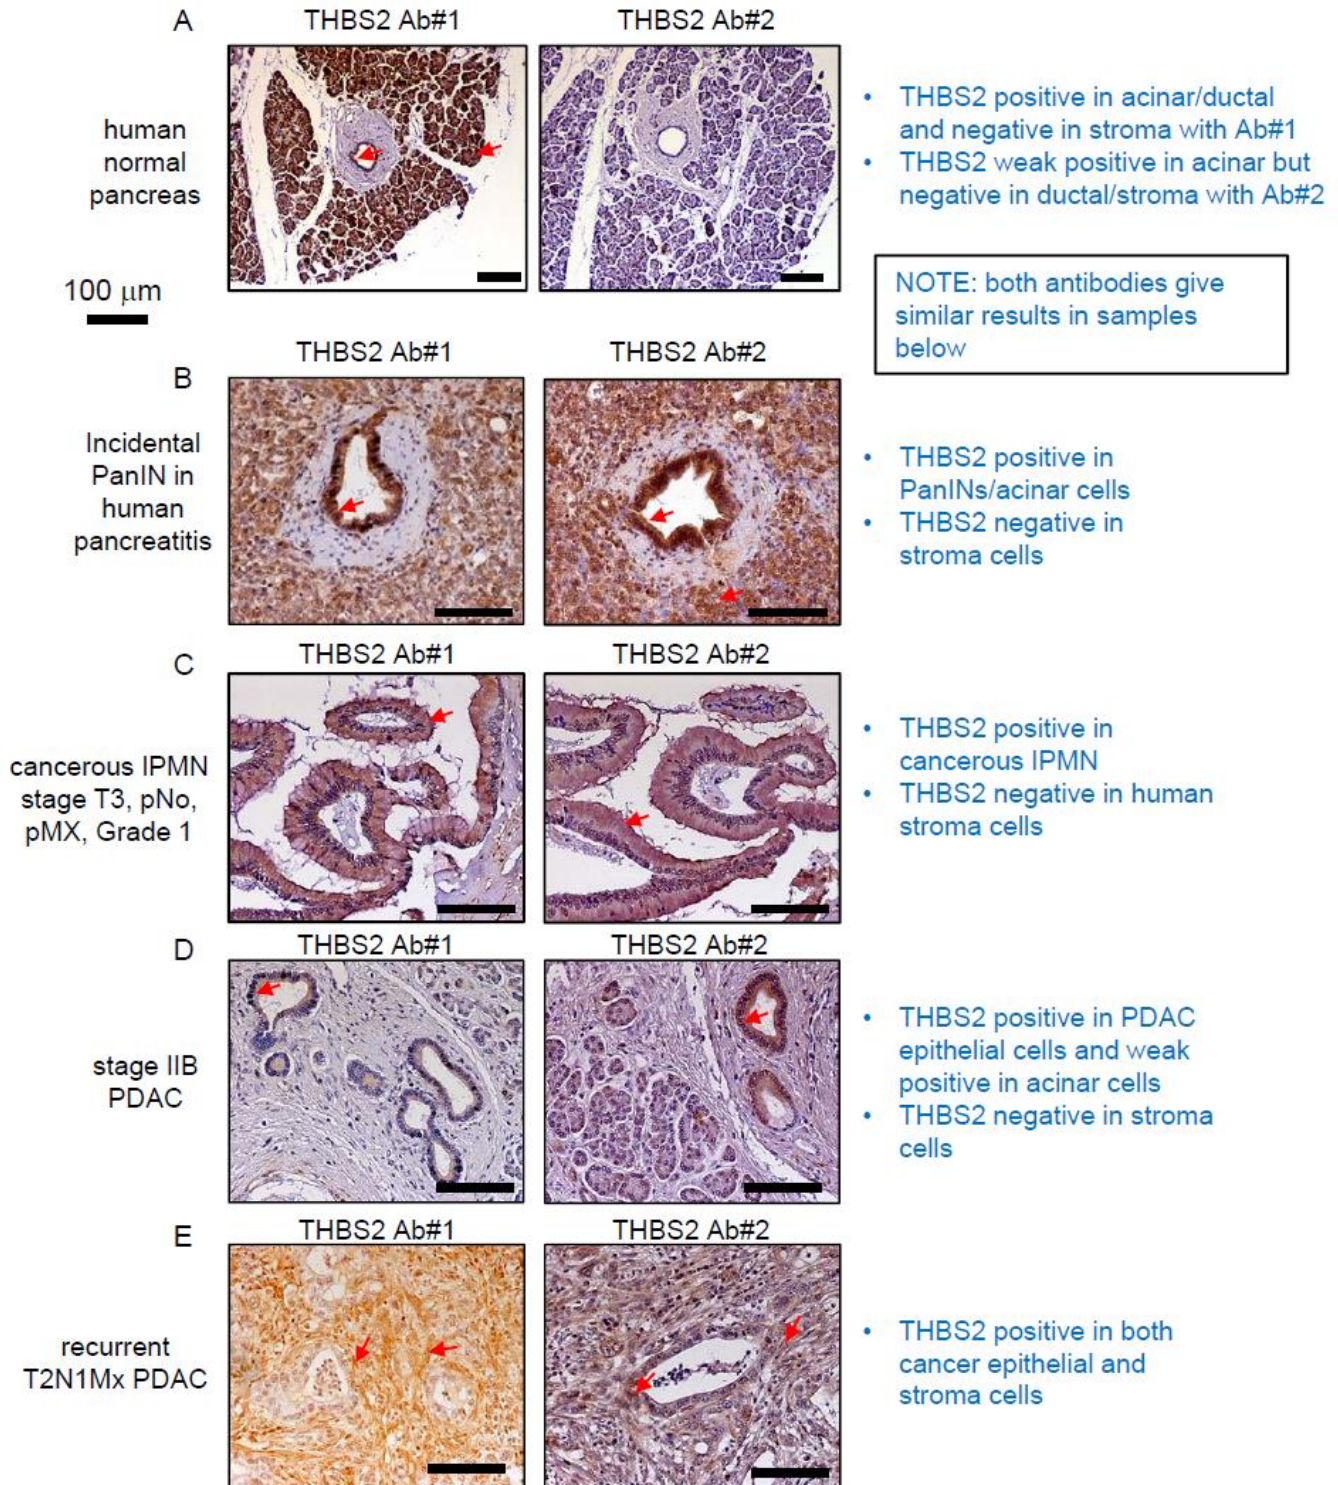 A
THBS2 Ab#1
THBS2 Ab#2
human
normal
pancreas
• THBS2 positive in acinar/ductal
and negative in stroma with Ab#1
• THBS2 weak positive in acinar but
negative in ductal/stroma with Ab#2
100 μm
NOTE: both antibodies give
similar results in samples
below
B
THBS2 Ab#1
THBS2 Ab#2
Incidental
PanIN in
human
pancreatitis
• THBS2 positive in
PanINs/acinar cells
• THBS2 negative in
stroma cells
C
THBS2 Ab#1
THBS2 Ab#2
cancerous IPMN
stage T3, pNo,
pMX, Grade 1
• THBS2 positive in
cancerous IPMN
• THBS2 negative in human
stroma cells
D
THBS2 Ab#1
THBS2 Ab#2
stage IIB
PDAC
• THBS2 positive in PDAC
epithelial cells and weak
positive in acinar cells
• THBS2 negative in stroma
cells
E
THBS2 Ab#1
THBS2 Ab#2
recurrent
T2N1Mx PDAC
• THBS2 positive in both
cancer epithelial and
stroma cells